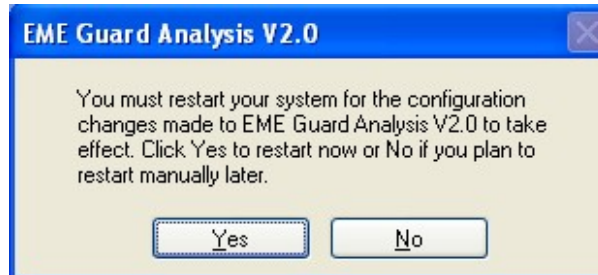 EME Guard Analysis V2.0
You must restart your system for the configuration
changes made to EME Guard Analysis V2.0 to take
effect. Click Yes to restart now or No if you plan to
restart manually later.
Yes
No